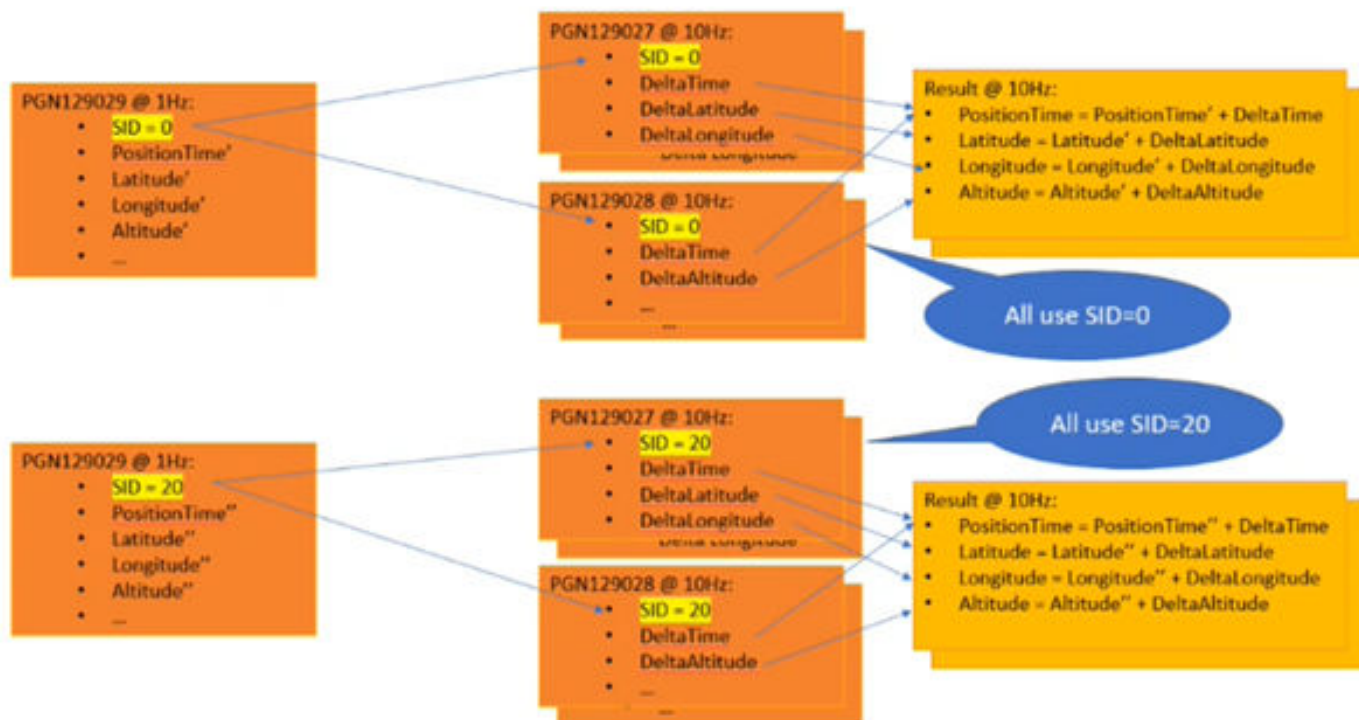 PGN129029 @ 1Hz:
• SID = 0
• PositionTime'
• Latitude'
• Longitude'
• Altitude'
• ...
PGN129027 @ 10Hz:
• SID = 0
• DeltaTime
• DeltaLatitude
• DeltaLongitude
Delta Longitude
PGN129028 @ 10Hz:
• SID = 0
• DeltaTime
• DeltaAltitude
• ...
...
Result @ 10Hz:
• PositionTime = PositionTime' + DeltaTime
• Latitude = Latitude' + DeltaLatitude
• Longitude = Longitude' + DeltaLongitude
• Altitude = Altitude' + DeltaAltitude
All use SID=0
PGN129029 @ 1Hz:
• SID = 20
• PositionTime''
• Latitude''
• Longitude''
• Altitude''
• ...
PGN129027 @ 10Hz:
• SID = 20
• DeltaTime
• DeltaLatitude
• DeltaLongitude
Delta Longitude
PGN129028 @ 10Hz:
• SID = 20
• DeltaTime
• DeltaAltitude
• ...
...
All use SID=20
Result @ 10Hz:
• PositionTime = PositionTime'' + DeltaTime
• Latitude = Latitude'' + DeltaLatitude
• Longitude = Longitude'' + DeltaLongitude
• Altitude = Altitude'' + DeltaAltitude